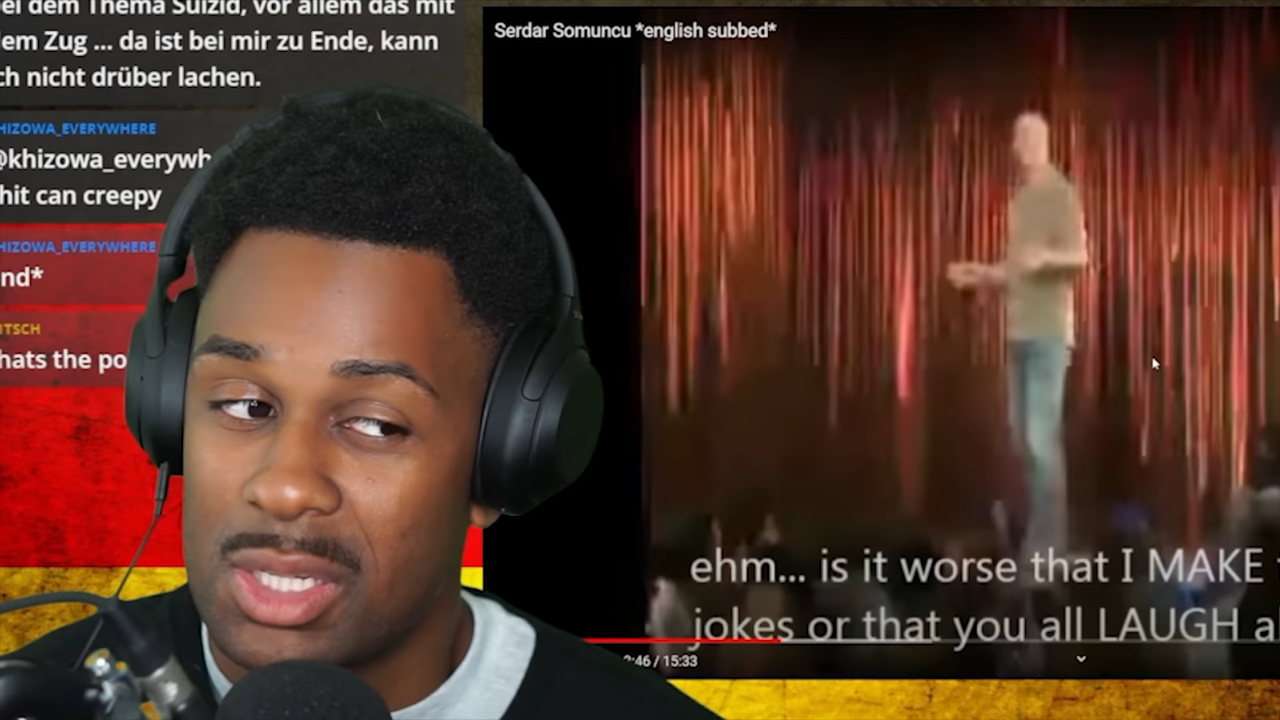 ei dem Thema Suizid, vor allem das mit
lem Zug ... da ist bei mir zu Ende, kann
ch nicht drüber lachen.
HIZOWA_EVERYWHERE
@khizowa_everywh
hit can creepy
HIZOWA_EVERYWHERE
nd*
ITSCH
hats the po
Serdar Somuncu *english subbed*
ehm... is it worse that I MAKE
jokes or that you all LAUGH a
2:46 / 15:33